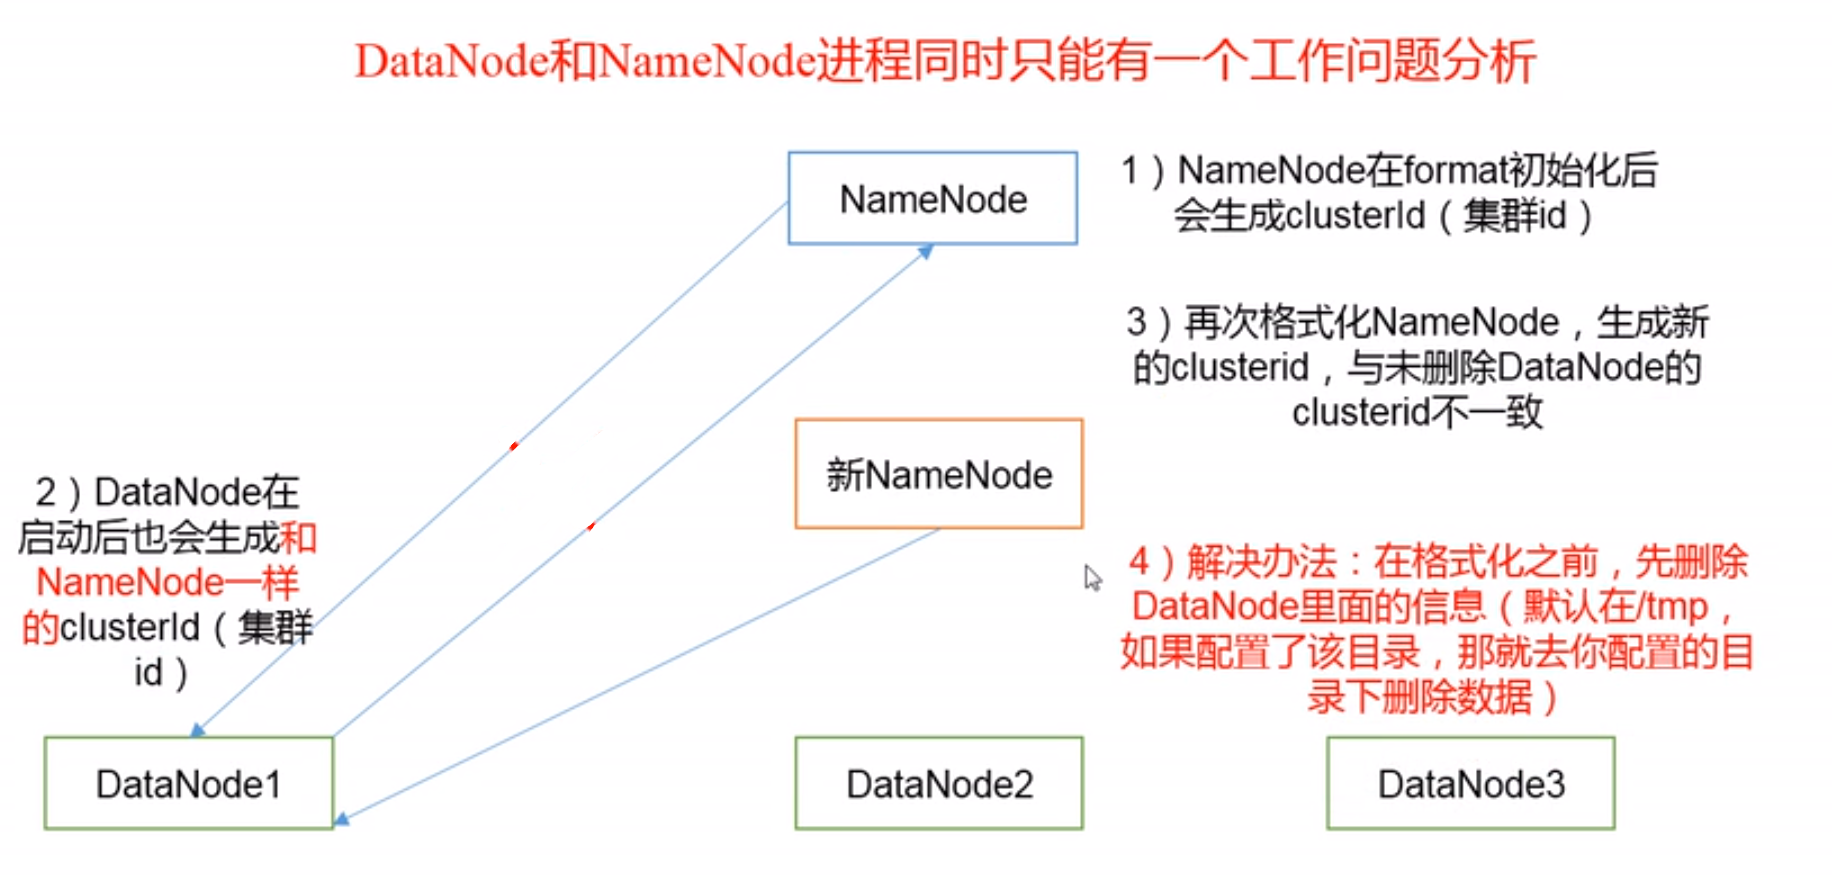 DataNode和NameNode进程同时只能有一个工作问题分析
NameNode
1）NameNode在format初始化后
会生成clusterId（集群id）
3）再次格式化NameNode，生成新
的clusterid，与未删除DataNode的
clusterid不一致
新NameNode
2）DataNode在
启动后也会生成和
NameNode一样
的clusterId（集群
id）
4）解决办法：在格式化之前，先删除
DataNode里面的信息（默认在/tmp，
如果配置了该目录，那就去你配置的目
录下删除数据）
DataNode1
DataNode2
DataNode3